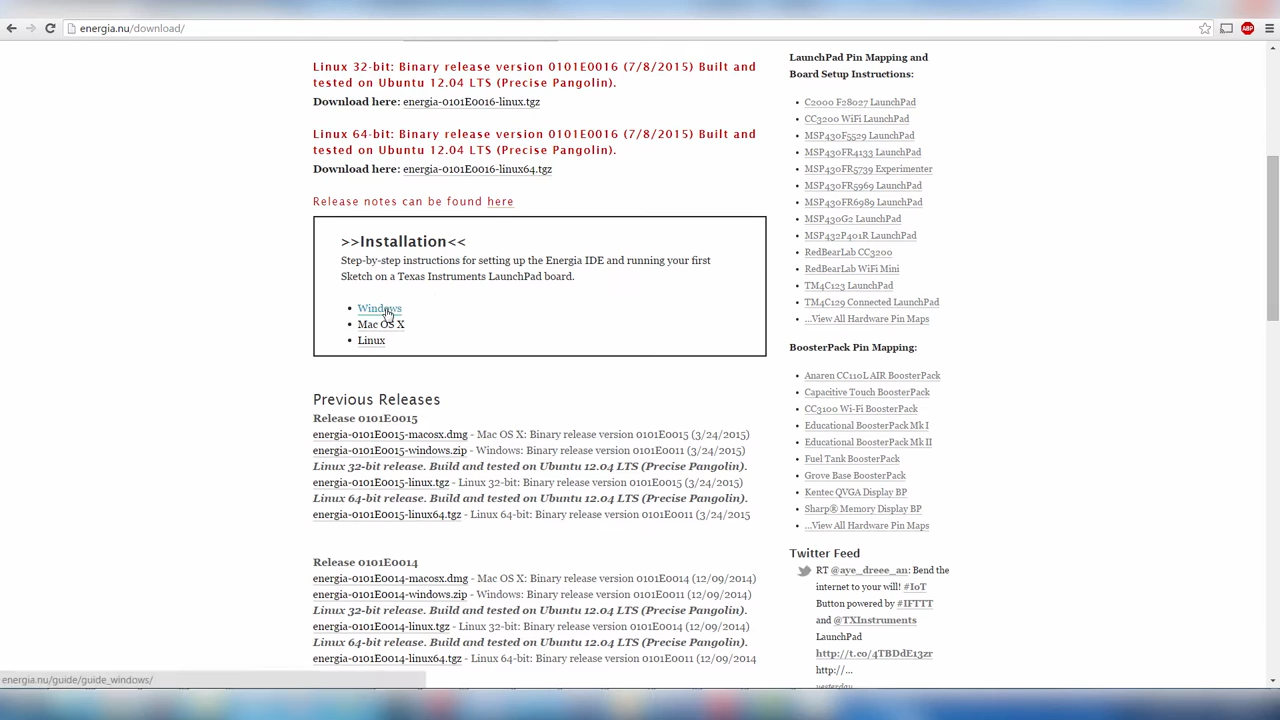 energia.nu/download/
ABP
Linux 32-bit: Binary release version 0101E0016 (7/8/2015) Built and
tested on Ubuntu 12.04 LTS (Precise Pangolin).
Download here: energia-0101E0016-linux.tgz
Linux 64-bit: Binary release version 0101E0016 (7/8/2015) Built and
tested on Ubuntu 12.04 LTS (Precise Pangolin).
Download here: energia-0101E0016-linux64.tgz
Release notes can be found here
>>Installation<<
Step-by-step instructions for setting up the Energia IDE and running your first
Sketch on a Texas Instruments LaunchPad board.
Windows
Mac OS X
Linux
Previous Releases
Release 0101E0015
energia-0101E0015-macosx.dmg - Mac OS X: Binary release version 0101E0015 (3/24/2015)
energia-0101E0015-windows.zip - Windows: Binary release version 0101E0011 (3/24/2015)
Linux 32-bit release. Build and tested on Ubuntu 12.04 LTS (Precise Pangolin).
energia-0101E0015-linux.tgz - Linux 32-bit: Binary release version 0101E0011 (3/24/2015)
Linux 64-bit release. Build and tested on Ubuntu 12.04 LTS (Precise Pangolin).
energia-0101E0015-linux64.tgz - Linux 64-bit: Binary release version 0101E0011 (3/24/2015
Release 0101E0014
energia-0101E0014-macosx.dmg - Mac OS X: Binary release version 0101E0014 (12/09/2014)
energia-0101E0014-windows.zip - Windows: Binary release version 0101E0011 (12/09/2014)
Linux 32-bit release. Build and tested on Ubuntu 12.04 LTS (Precise Pangolin).
energia-0101E0014-linux.tgz - Linux 32-bit: Binary release version 0101E0011 (12/09/2014)
Linux 64-bit release. Build and tested on Ubuntu 12.04 LTS (Precise Pangolin).
energia-0101E0014-linux64.tgz - Linux 64-bit: Binary release version 0101E0011 (12/09/2014
LaunchPad Pin Mapping and
Board Setup Instructions:
C2000 F28027 LaunchPad
CC3200 WiFi LaunchPad
MSP430F5529 LaunchPad
MSP430FR4133 LaunchPad
MSP430FR5739 Experimenter
MSP430FR5969 LaunchPad
MSP430FR6989 LaunchPad
MSP430G2 LaunchPad
MSP432P401R LaunchPad
RedBearLab CC3200
RedBearLab WiFi Mini
TM4C123 LaunchPad
TM4C129 Connected LaunchPad
...View All Hardware Pin Maps
BoosterPack Pin Mapping:
Anaren CC110L AIR BoosterPack
Capacitive Touch BoosterPack
CC3100 Wi-Fi BoosterPack
Educational BoosterPack Mk I
Educational BoosterPack Mk II
Fuel Tank BoosterPack
Grove Base BoosterPack
Kentec QVGA Display BP
Sharp® Memory Display BP
...View All Hardware Pin Maps
Twitter Feed
RT @aye_dreee_an: Bend the
internet to your will! #IoT
Button powered by #IFTTT
and @TXInstruments
LaunchPad
http://t.co/4TBDdE13zr
http://...
yesterday
energia.nu/guide/guide_windows/